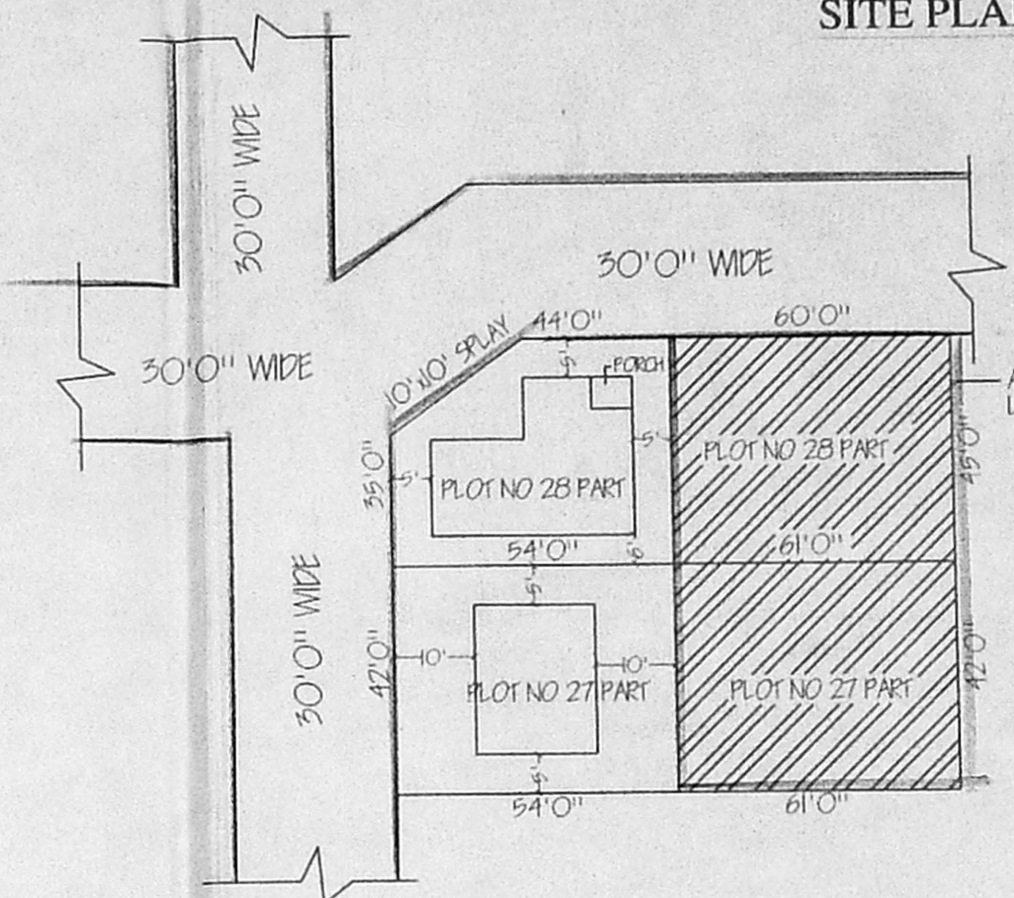 SITE PLA
30'0" WIDE
30'0" WIDE
44'0"
60'0"
10'X10' SPLAY
30'0" WIDE
5'
PORCH
A
L
35'0"
5'
5'
PLOT NO 28 PART
PLOT NO 28 PART
45'0"
54'0"
61'0"
30'0" WIDE
5'
42'0"
10'
10'
42'0"
PLOT NO 27 PART
PLOT NO 27 PART
5'
54'0"
61'0"